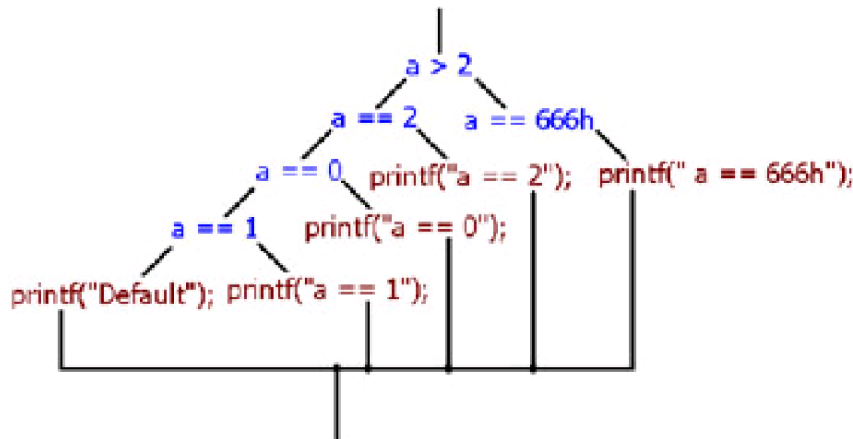 a > 2
a == 2
a == 666h
a == 0
printf("a == 2");
printf(" a == 666h");
a == 1
printf("a == 0");
printf("Default");
printf("a == 1");